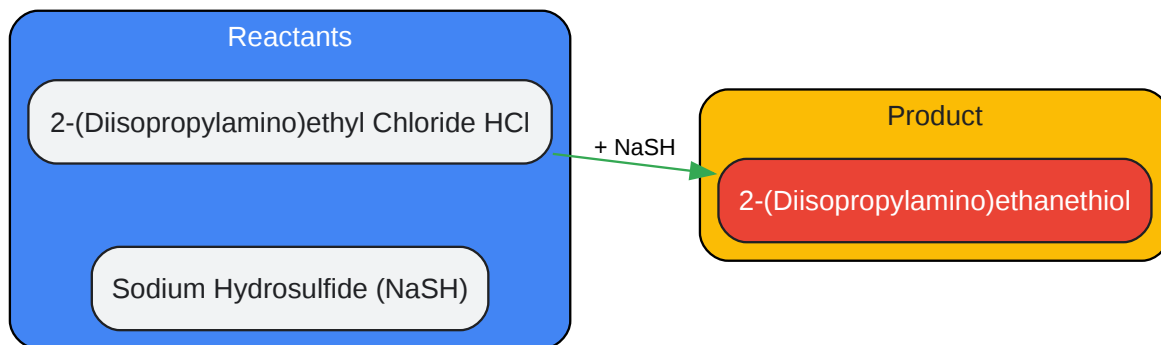 Reactants
2-(Diisopropylamino)ethyl Chloride HCl
+ NaSH
Sodium Hydrosulfide (NaSH)
Product
2-(Diisopropylamino)ethanethiol